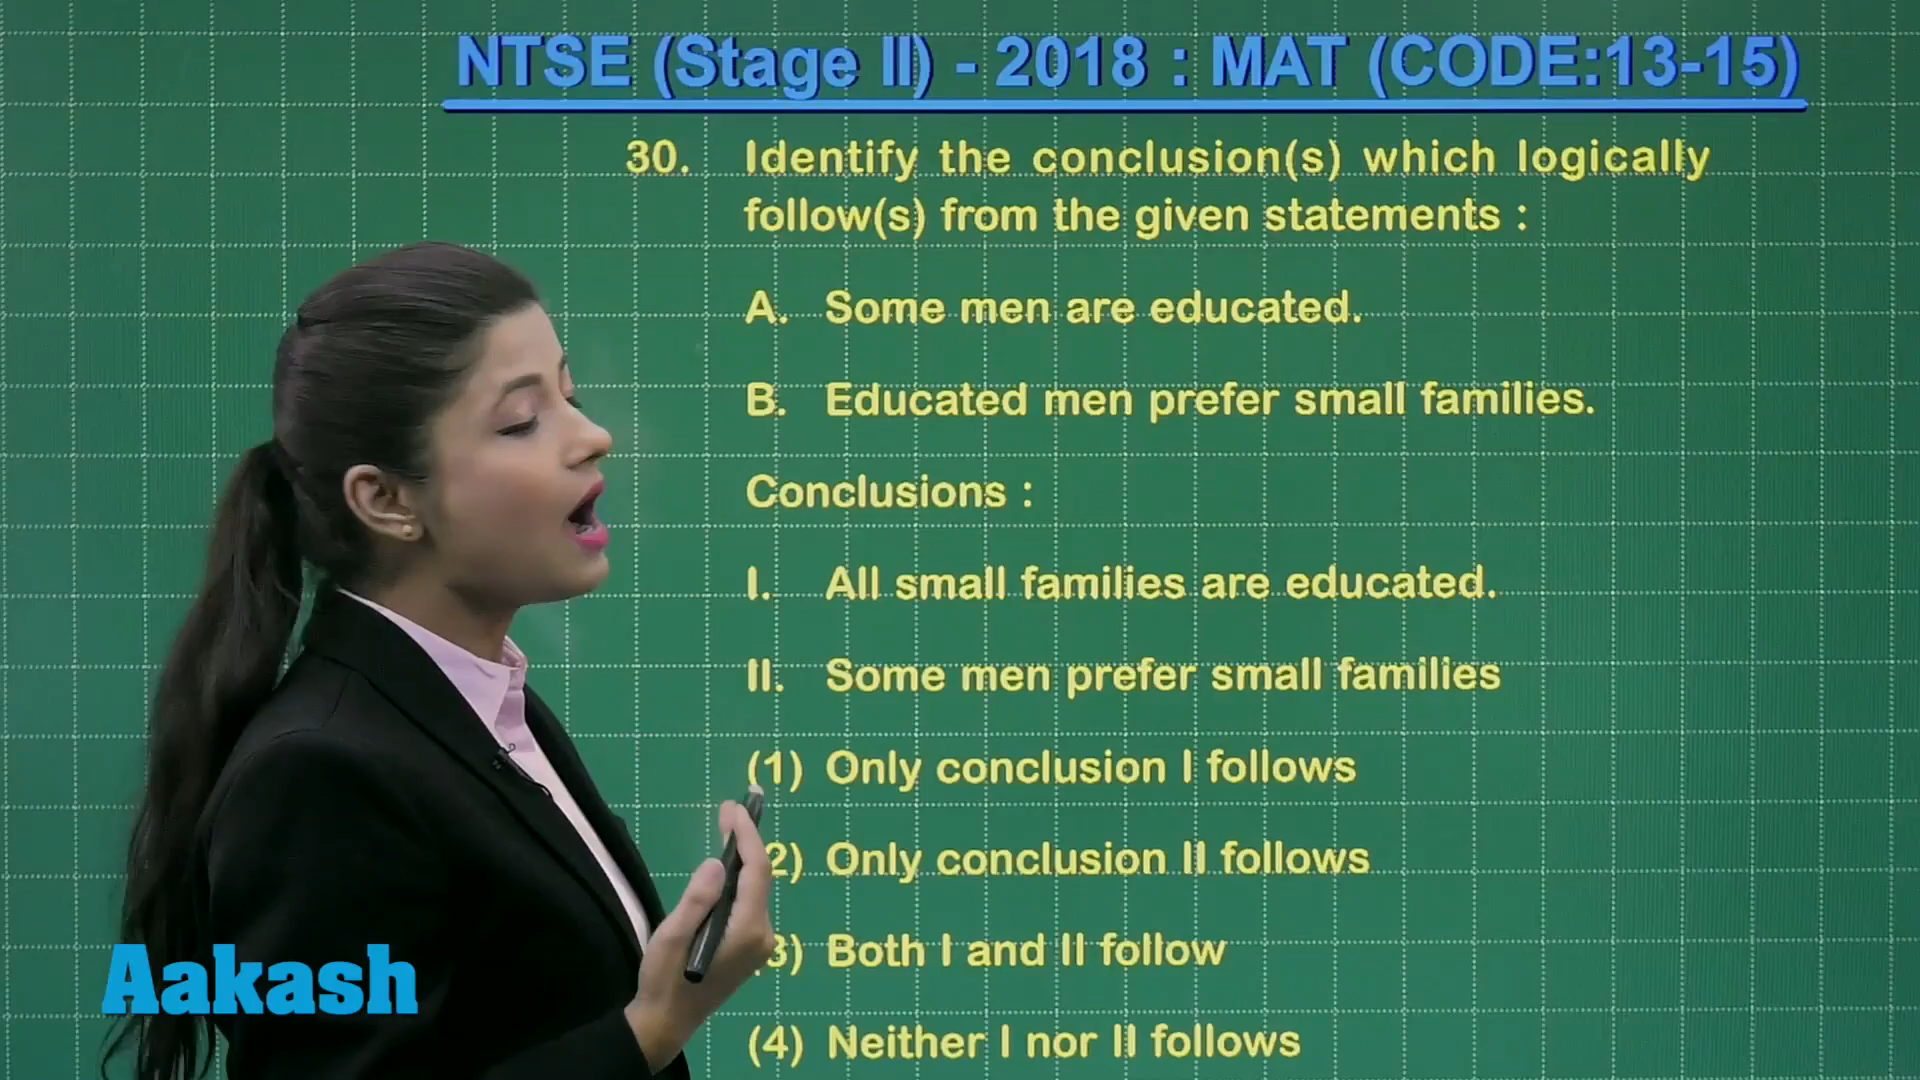 NTSE (Stage II) - 2018 : MAT (CODE:13-15)
30. Identify the conclusion(s) which logically
follow(s) from the given statements :
A. Some men are educated.
B. Educated men prefer small families.
Conclusions :
I. All small families are educated.
II. Some men prefer small families
(1) Only conclusion I follows
2) Only conclusion II follows
3) Both I and II follow
(4) Neither I nor II follows
Aakash